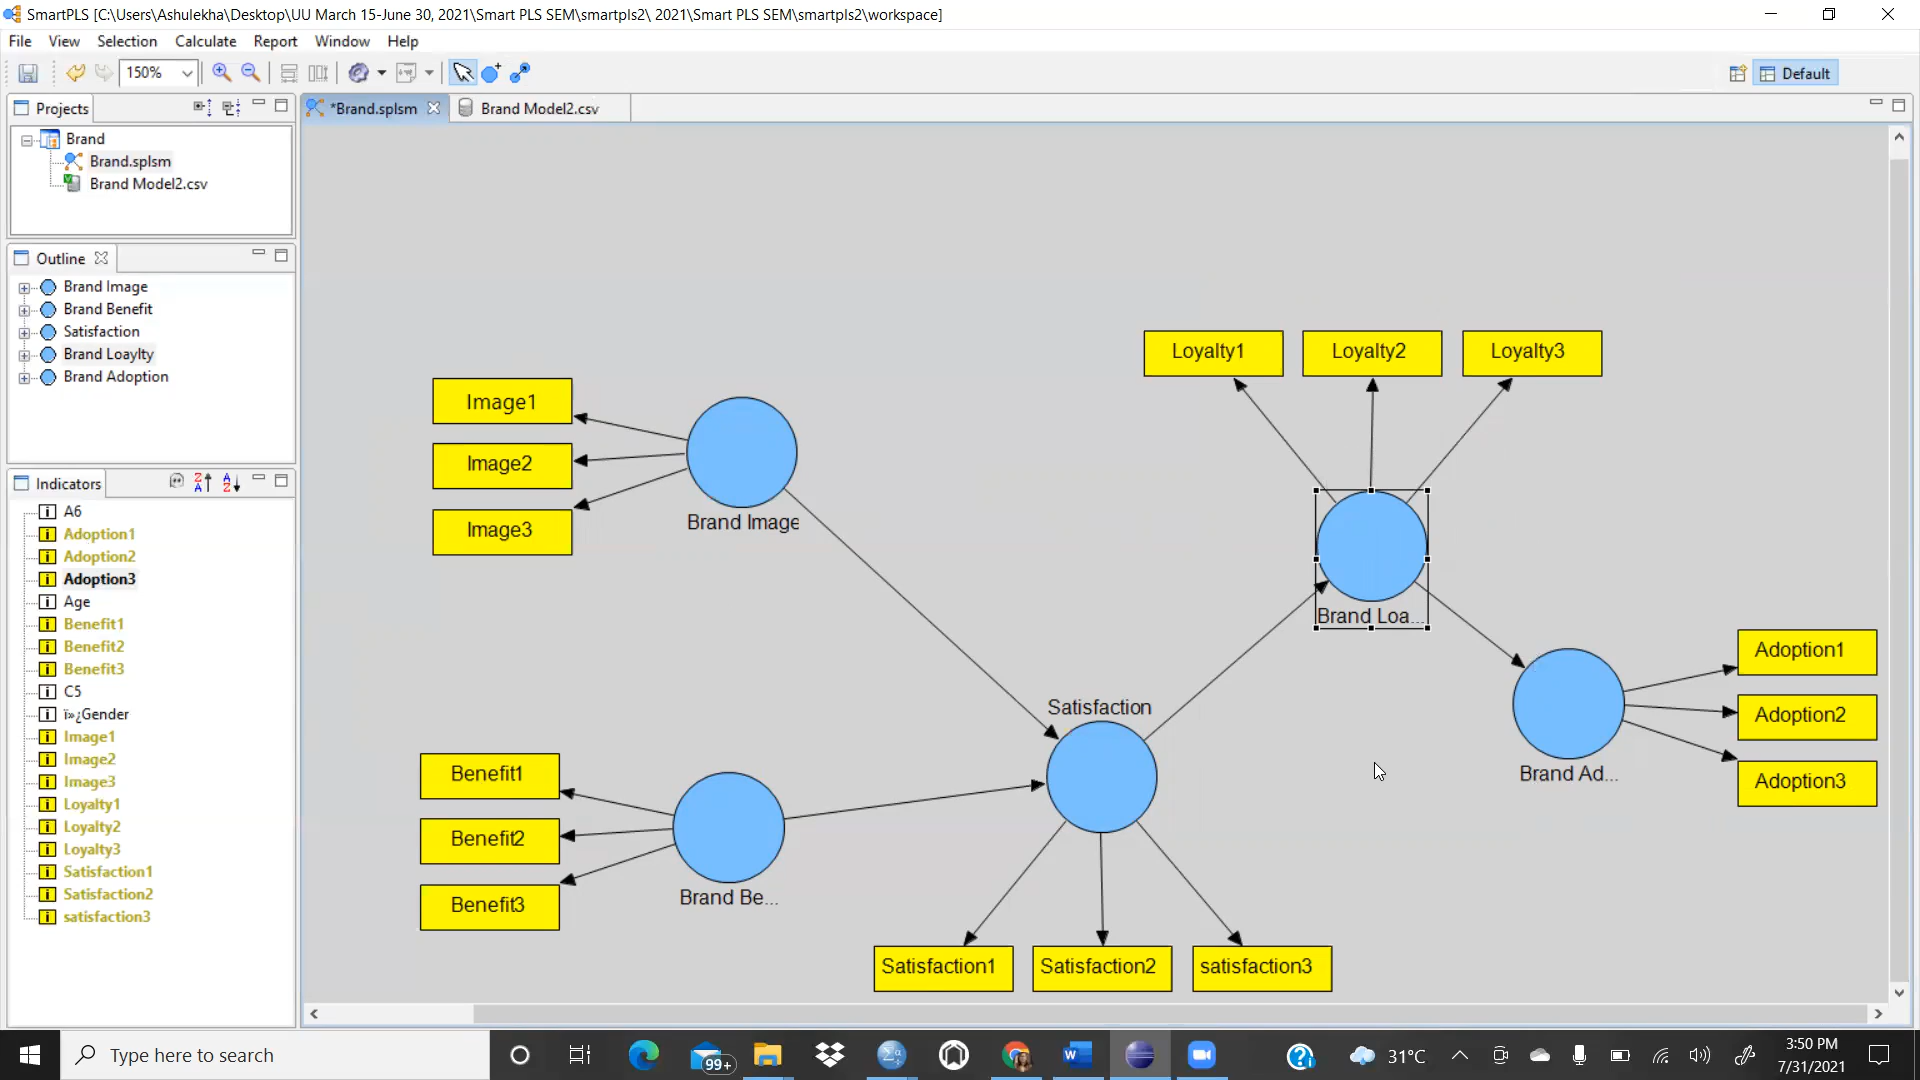 SmartPLS [C:\Users\Ashulekha\Desktop\UU March 15-June 30, 2021\Smart PLS SEM\smartpls2\ 2021\Smart PLS SEM\smartpls2\workspace]
File View Selection Calculate Report Window Help
150%
Default
Projects
*Brand.splsm
Brand Model2.csv
Brand
Brand.splsm
Brand Model2.csv
Outline
Brand Image
Brand Benefit
Satisfaction
Brand Loaylty
Brand Adoption
Indicators
A6
Adoption1
Adoption2
Adoption3
Age
Benefit1
Benefit2
Benefit3
C5
ï»¿Gender
Image1
Image2
Image3
Loyalty1
Loyalty2
Loyalty3
Satisfaction1
Satisfaction2
satisfaction3
Loyalty1 Loyalty2 Loyalty3
Image1
Image2
Image3
Brand Image
Brand Loa...
Adoption1
Adoption2
Adoption3
Brand Ad...
Satisfaction
Benefit1
Benefit2
Benefit3
Brand Be...
Satisfaction1 Satisfaction2 satisfaction3
Type here to search
99+
31°C
3:50 PM
7/31/2021